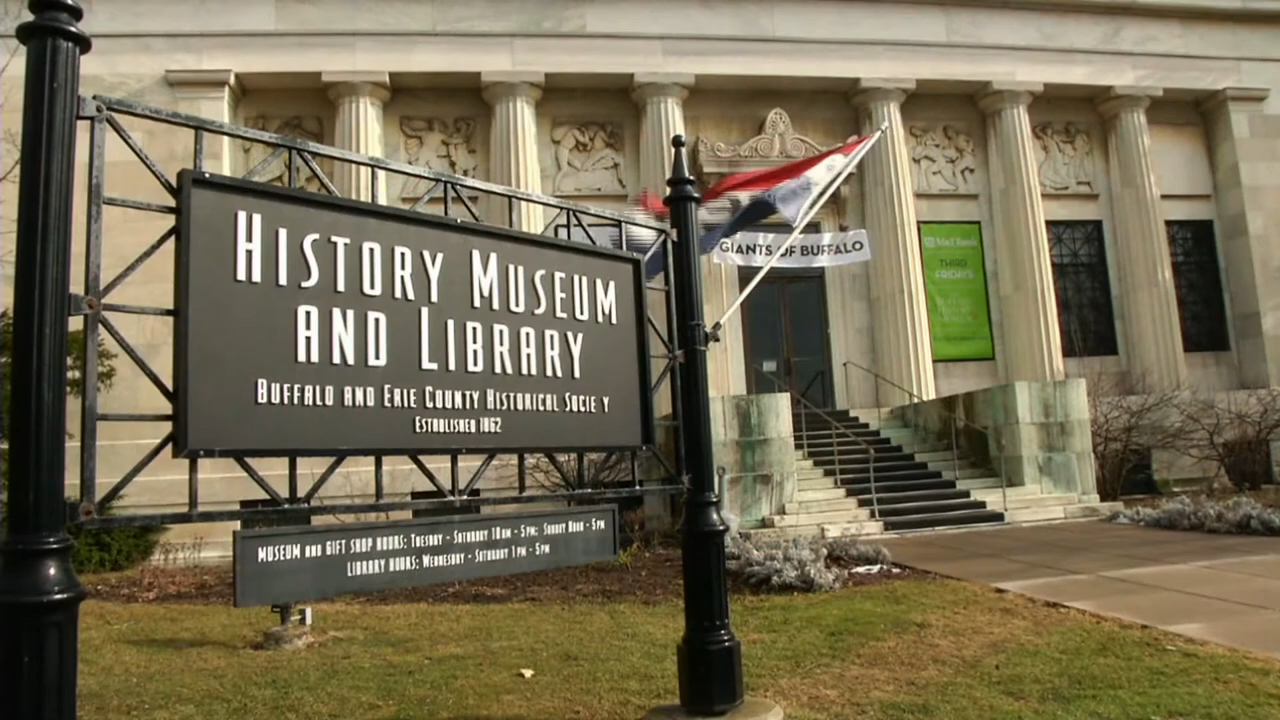 HISTORY MUSEUM
AND LIBRARY
BUFFALO AND ERIE COUNTY HISTORICAL SOCIE Y
ESTABLISHED 1862
MUSEUM AND GIFT SHOP HOURS: TUESDAY - SATURDAY 10AM - 5PM; SUNDAY NOON - 5PM
LIBRARY HOURS: WEDNESDAY - SATURDAY 1PM - 5PM
GIANTS OF BUFFALO
M&T Bank
THIRD
FRIDAYS